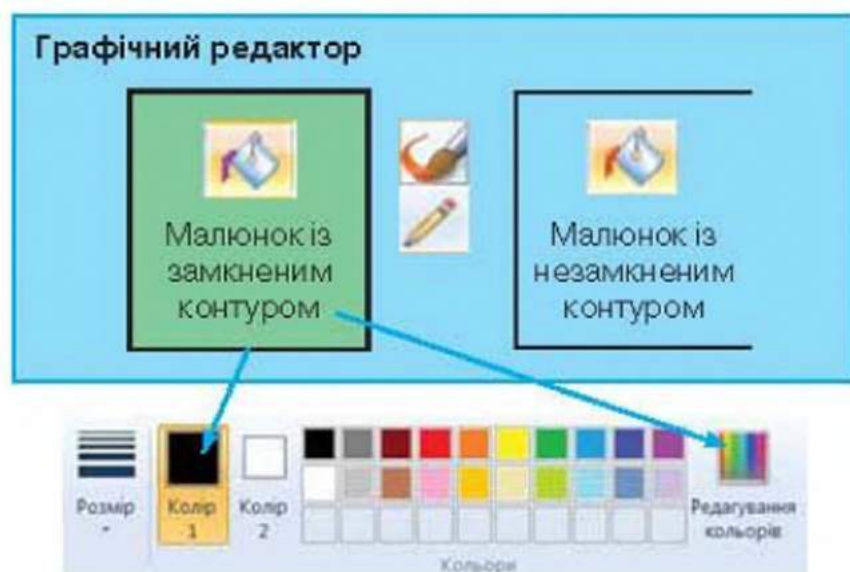 Графічний редактор
Малюнок із
замкненим
контуром
Малюнок із
незамкненим
контуром
Розмір
Колір
1
Колір
2
Редагування
кольорів
Кольори